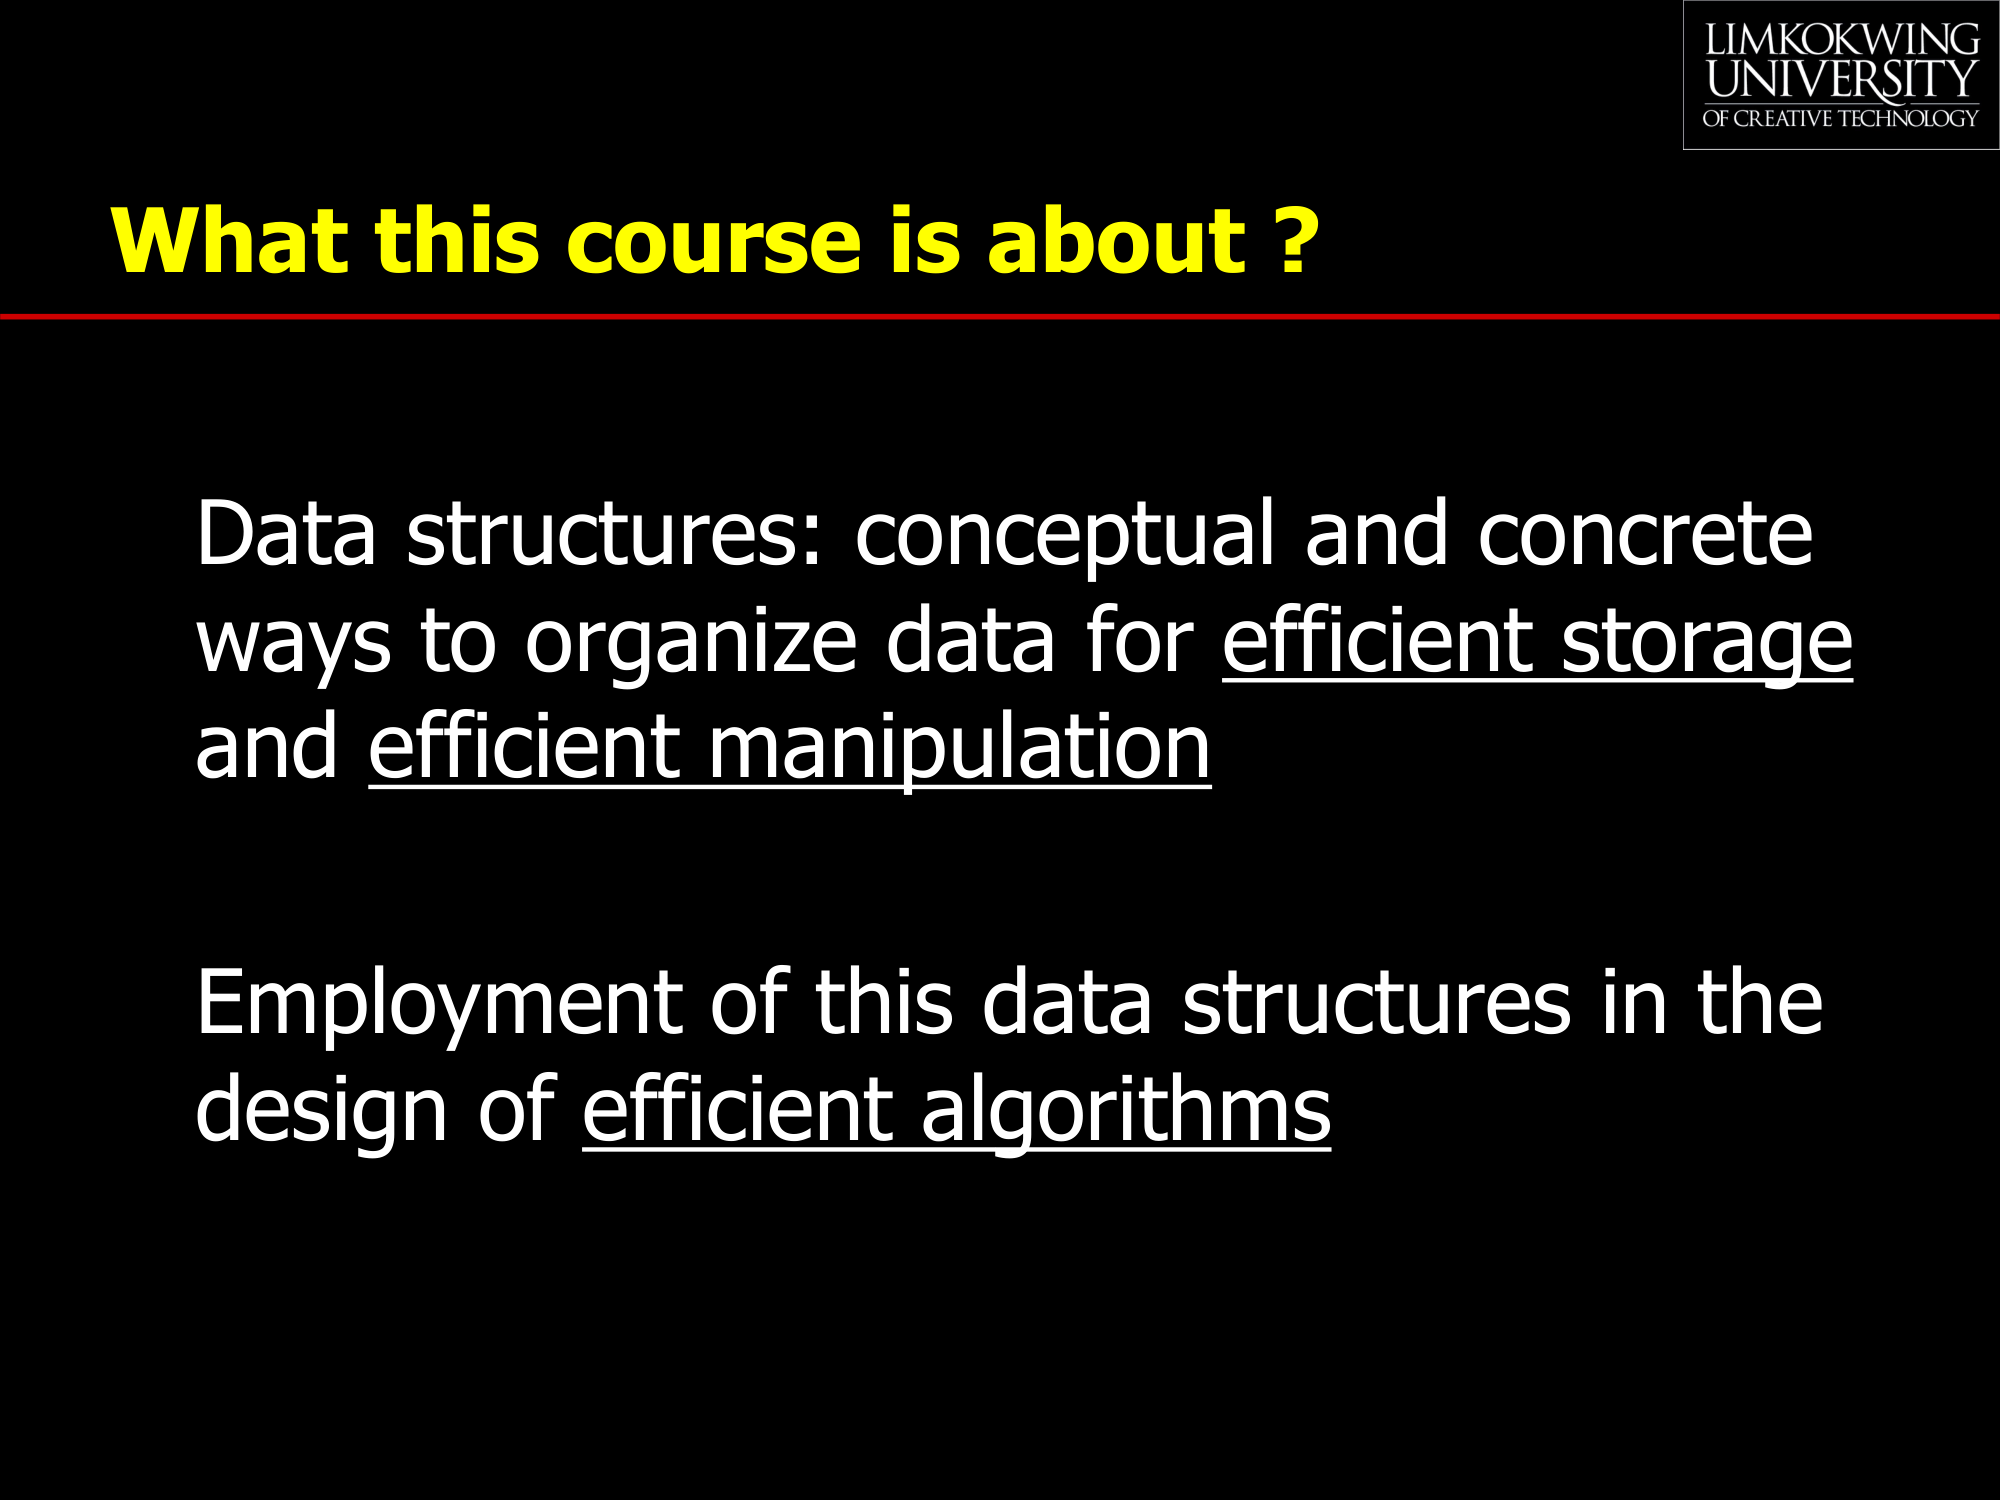 LIMKOKWING
UNIVERSITY
OF CREATIVE TECHNOLOGY
What this course is about ?
Data structures: conceptual and concrete
ways to organize data for efficient storage
and efficient manipulation
Employment of this data structures in the
design of efficient algorithms